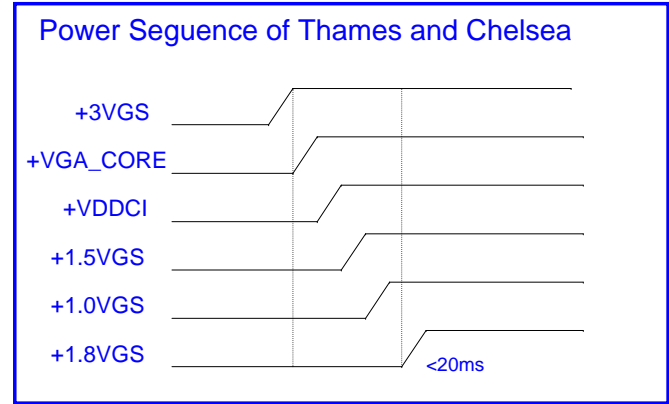 Power Seguence of Thames and Chelsea
+3VGS
+VGA_CORE
+VDDCI
+1.5VGS
+1.0VGS
+1.8VGS
<20ms